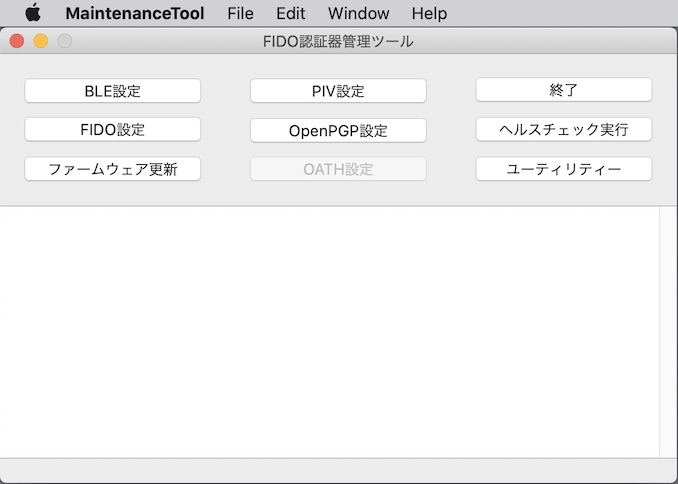 MaintenanceTool File Edit Window Help
FIDO認証器管理ツール
BLE設定 PIV設定 終了
FIDO設定 OpenPGP設定 ヘルスチェック実行
ファームウェア更新 OATH設定 ユーティリティー